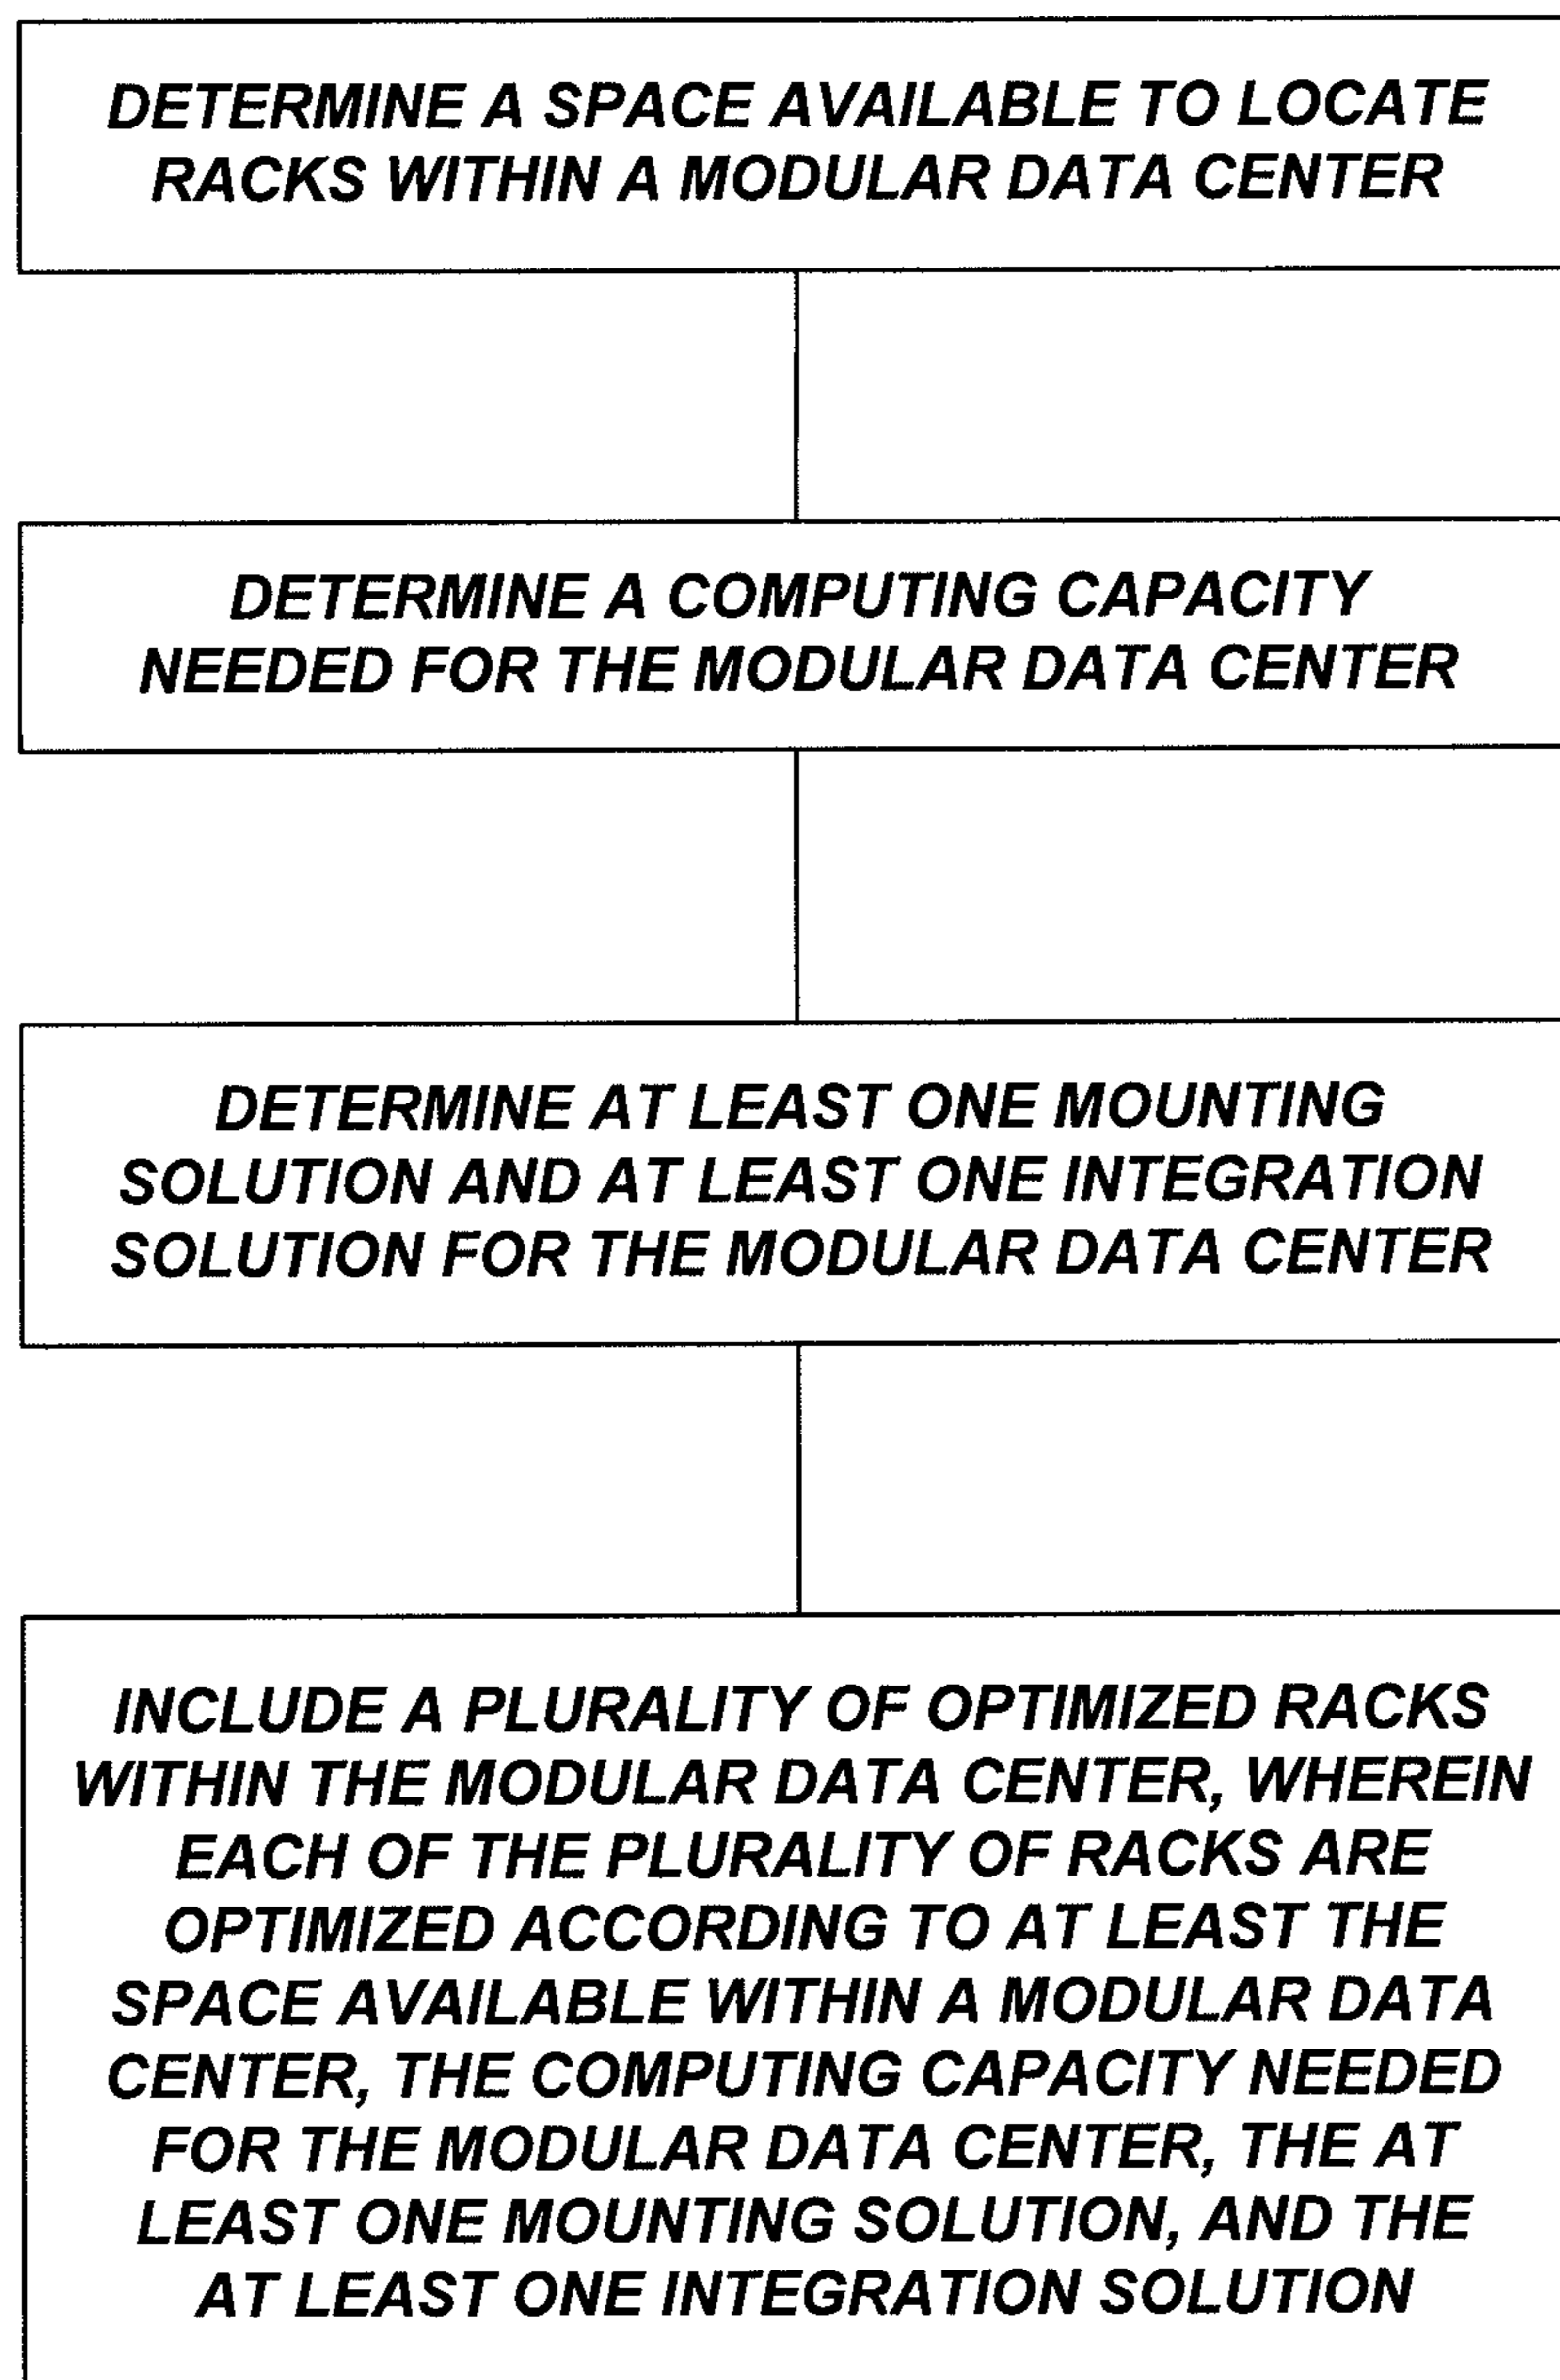 DETERMINE A SPACE AVAILABLE TO LOCATE
RACKS WITHIN A MODULAR DATA CENTER
DETERMINE A COMPUTING CAPACITY
NEEDED FOR THE MODULAR DATA CENTER
DETERMINE AT LEAST ONE MOUNTING
SOLUTION AND AT LEAST ONE INTEGRATION
SOLUTION FOR THE MODULAR DATA CENTER
INCLUDE A PLURALITY OF OPTIMIZED RACKS
WITHIN THE MODULAR DATA CENTER, WHEREIN
EACH OF THE PLURALITY OF RACKS ARE
OPTIMIZED ACCORDING TO AT LEAST THE
SPACE AVAILABLE WITHIN A MODULAR DATA
CENTER, THE COMPUTING CAPACITY NEEDED
FOR THE MODULAR DATA CENTER, THE AT
LEAST ONE MOUNTING SOLUTION, AND THE
AT LEAST ONE INTEGRATION SOLUTION